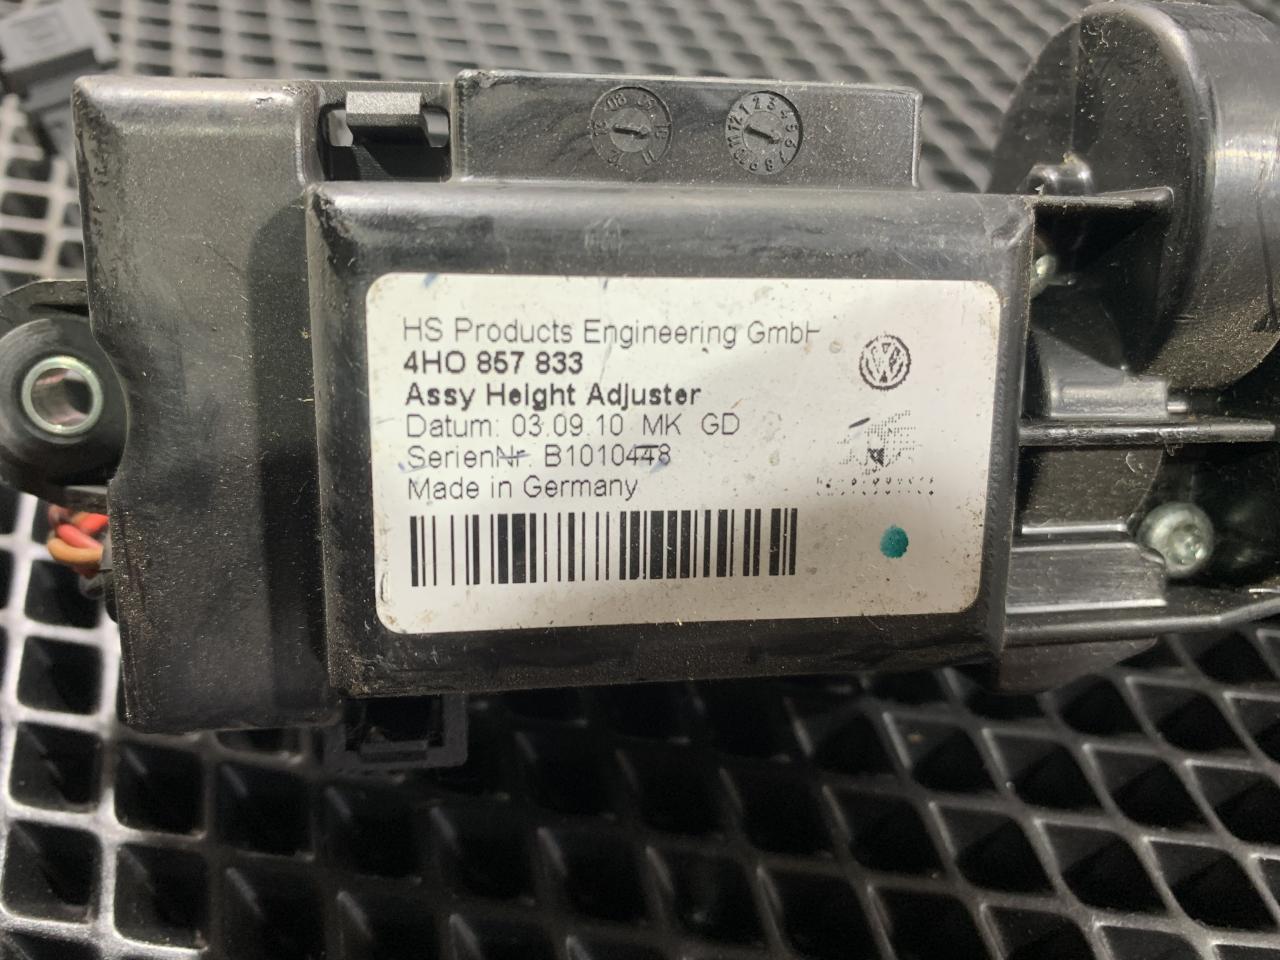 HS Products Engineering GmbH
4H0 857 833
Assy Height Adjuster
Datum: 03.09.10 MK GD
SerienNr. B1010448
Made in Germany